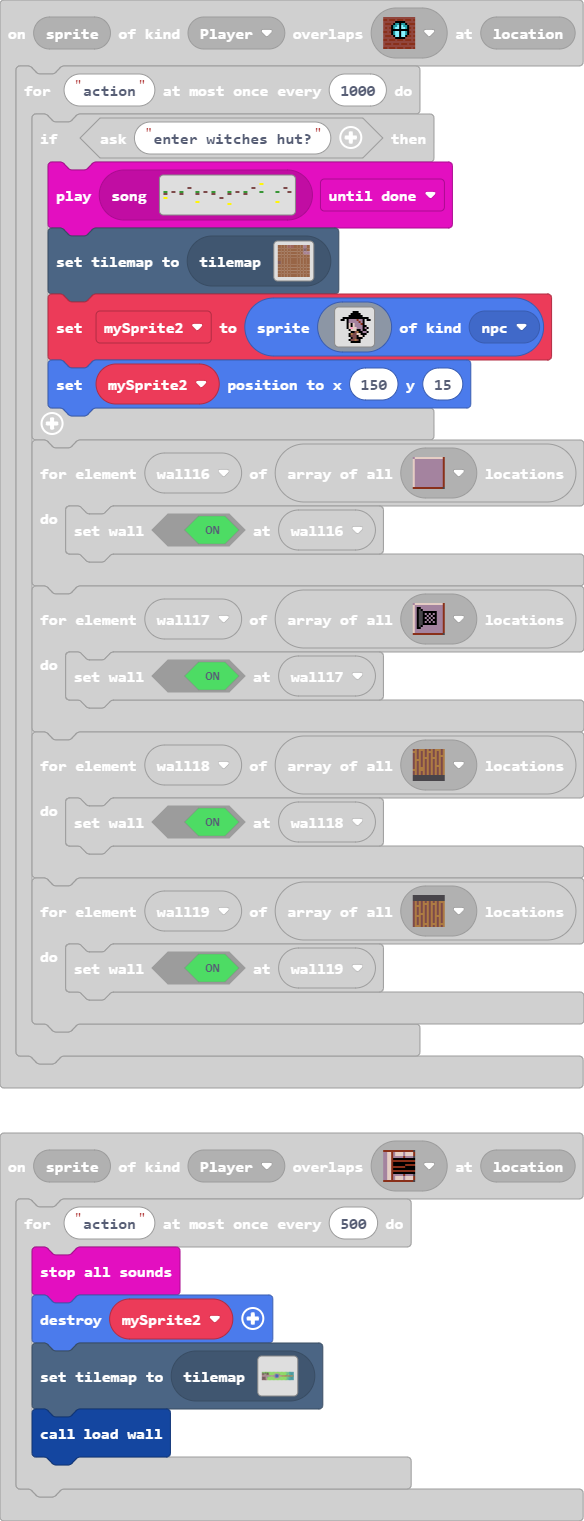 on sprite of kind Player overlaps at location
for "action" at most once every 1000 do
if ask "enter witches hut?" then
play song until done
set tilemap to tilemap
set mySprite2 to sprite of kind npc
set mySprite2 position to x 150 y 15
for element wall16 of array of all locations
do set wall ON at wall16
for element wall17 of array of all locations
do set wall ON at wall17
for element wall18 of array of all locations
do set wall ON at wall18
for element wall19 of array of all locations
do set wall ON at wall19
on sprite of kind Player overlaps at location
for "action" at most once every 500 do
stop all sounds
destroy mySprite2
set tilemap to tilemap
call load wall